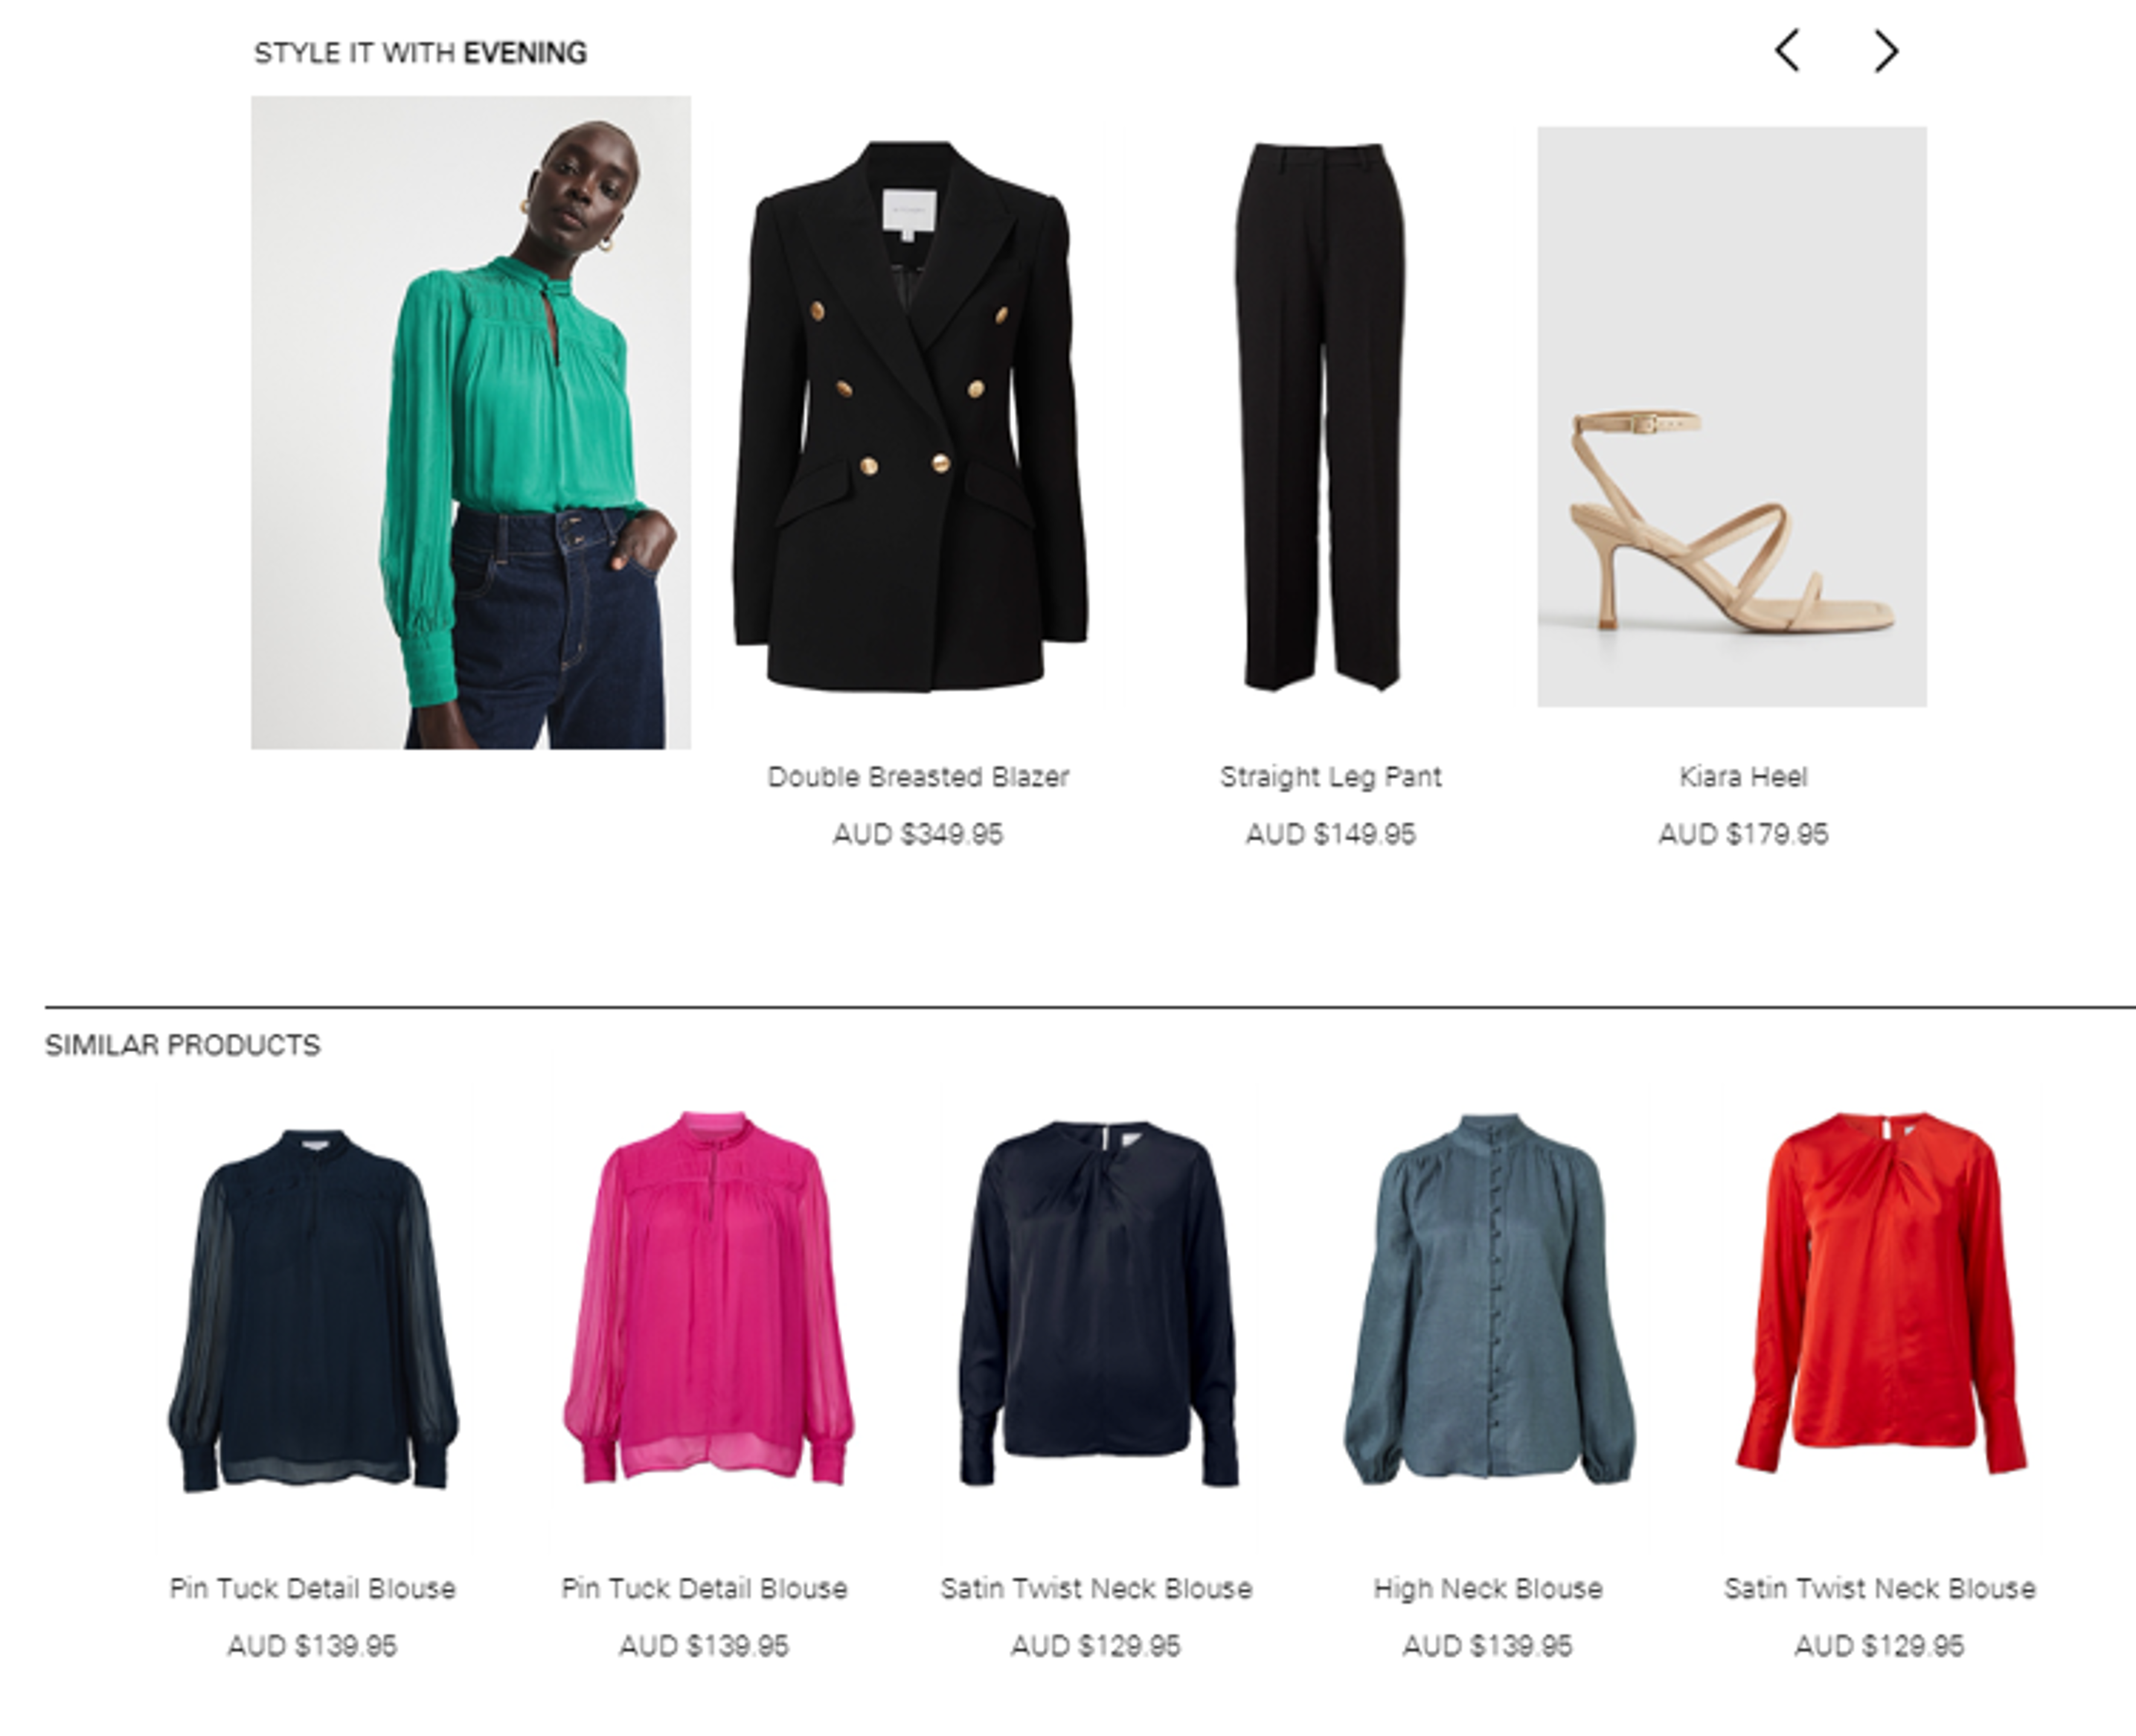 STYLE IT WITH EVENING
Double Breasted Blazer
AUD $349.95
Straight Leg Pant
AUD $149.95
Kiara Heel
AUD $179.95
SIMILAR PRODUCTS
Pin Tuck Detail Blouse
AUD $139.95
Pin Tuck Detail Blouse
AUD $139.95
Satin Twist Neck Blouse
AUD $129.95
High Neck Blouse
AUD $139.95
Satin Twist Neck Blouse
AUD $129.95